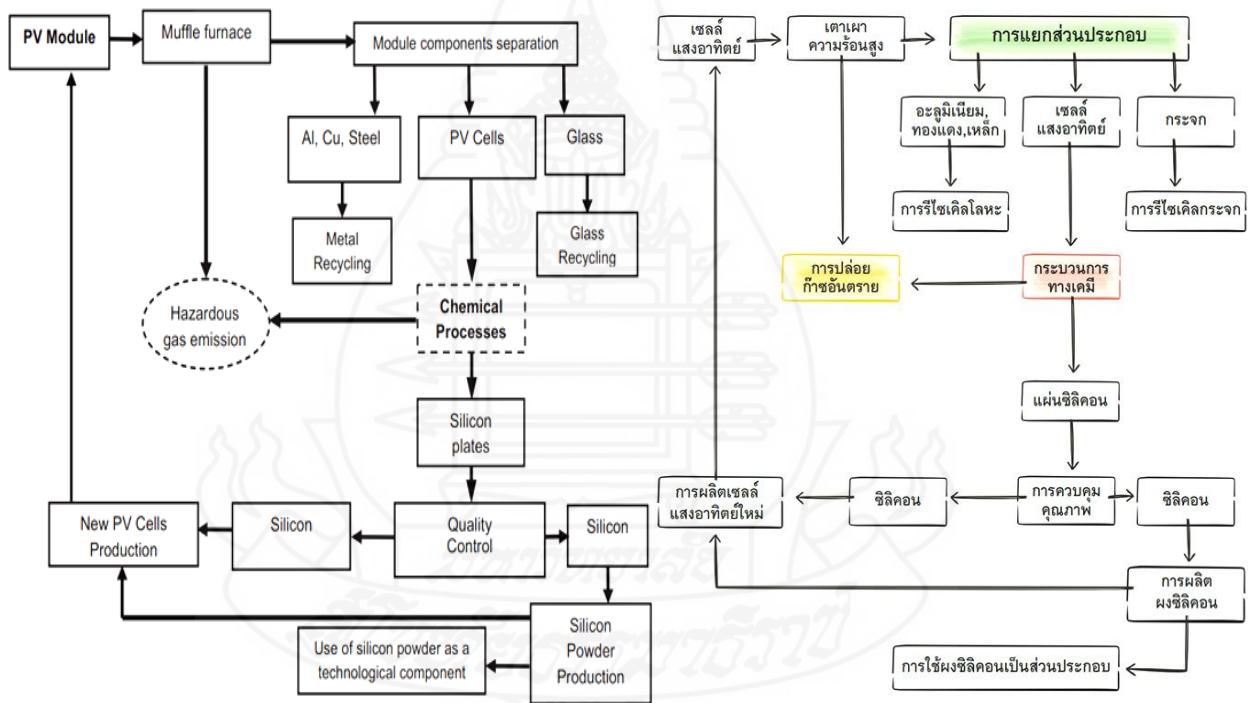 PV Module
Muffle furnace
Module components separation
Al, Cu, Steel
PV Cells
Glass
Metal
Recycling
Glass
Recycling
Hazardous
gas emission
Chemical
Processes
Silicon
plates
New PV Cells
Production
Silicon
Quality
Control
Silicon
Silicon
Powder
Production
Use of silicon powder as a
technological component
เซลล์
แสงอาทิตย์
เตาเผา
ความร้อนสูง
การแยกส่วนประกอบ
อะลูมิเนียม,
ทองแดง,เหล็ก
เซลล์
แสงอาทิตย์
กระจก
การรีไซเคิลโลหะ
การรีไซเคิลกระจก
การปล่อย
ก๊าซอันตราย
กระบวนการ
ทางเคมี
แผ่นซิลิคอน
การผลิตเซลล์
แสงอาทิตย์ใหม่
ซิลิคอน
การควบคุม
คุณภาพ
ซิลิคอน
การผลิต
ผงซิลิคอน
การใช้ผงซิลิคอนเป็นส่วนประกอบ